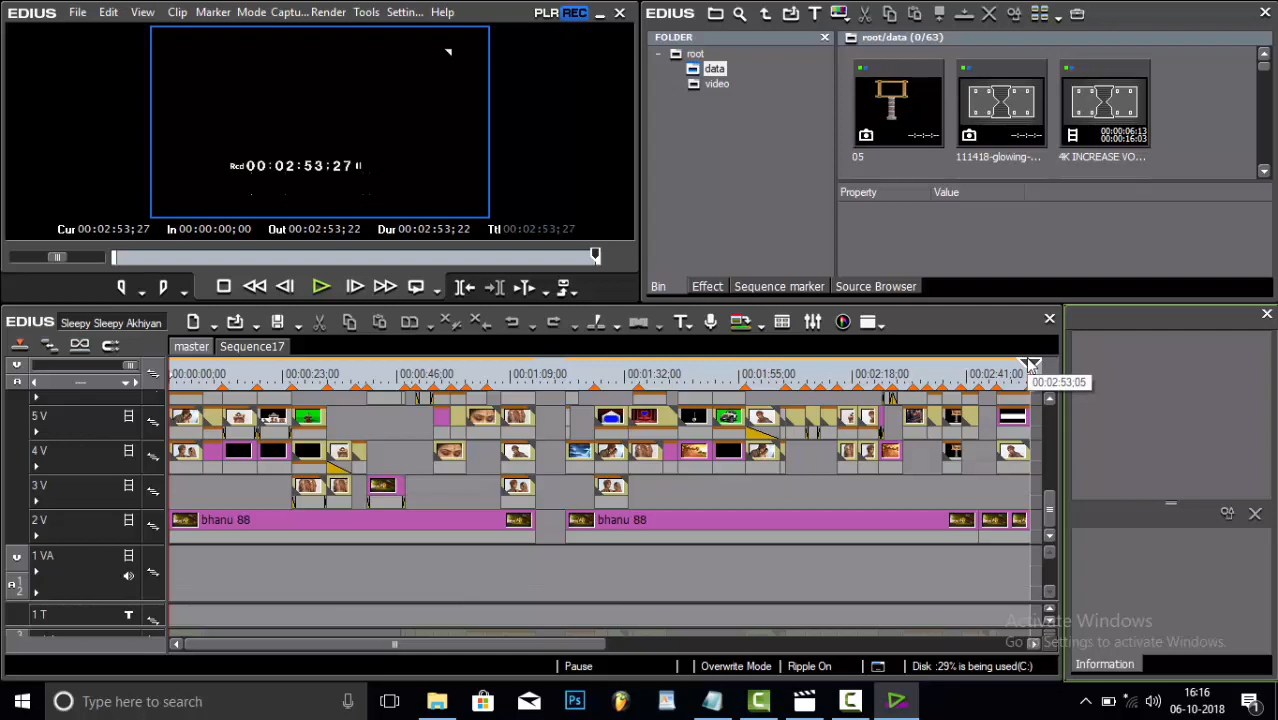 EDIUS File Edit View Clip Marker Mode Captu... Render Tools Settin... Help PLR REC
Rcd 00:02:53;27
Cur 00:02:53;27 In 00:00:00;00 Out 00:02:53;22 Dur 00:02:53;22 Ttl 00:02:53;27
EDIUS
FOLDER
root
data
video
root/data (0/63)
--:--:--:--
--:--:--:--
00:00:06:13
00:00:16:03
05
111418-glowing-...
4K INCREASE VO...
Property Value
Bin Effect Sequence marker Source Browser
EDIUS Sleepy Sleepy Akhiyan
master Sequence17
00:00:00;00 00:00:23;00 00:00:46;00 00:01:09;00 00:01:32;00 00:01:55;00 00:02:18;00 00:02:41;00
00:02:53;05
5 V
4 V
3 V
2 V bhanu 88 bhanu 88
1 VA
A 1
2
1 T T
3
Activate Windows
Go to Settings to activate Windows.
Pause Overwrite Mode Ripple On Disk :29% is being used(C:)
Information
Type here to search
Ps
16:16
06-10-2018
1